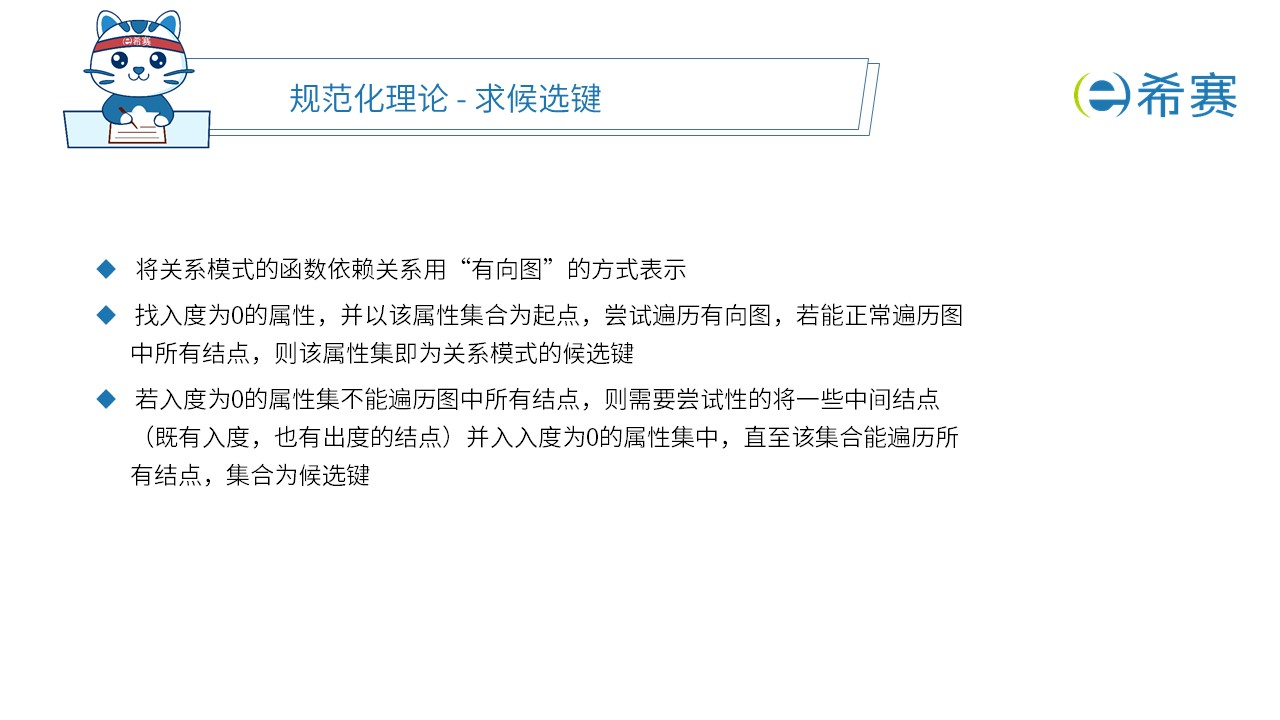 希赛
规范化理论 - 求候选键
希赛
将关系模式的函数依赖关系用“有向图”的方式表示
找入度为0的属性，并以该属性集合为起点，尝试遍历有向图，若能正常遍历图
中所有结点，则该属性集即为关系模式的候选键
若入度为0的属性集不能遍历图中所有结点，则需要尝试性的将一些中间结点
（既有入度，也有出度的结点）并入入度为0的属性集中，直至该集合能遍历所
有结点，集合为候选键